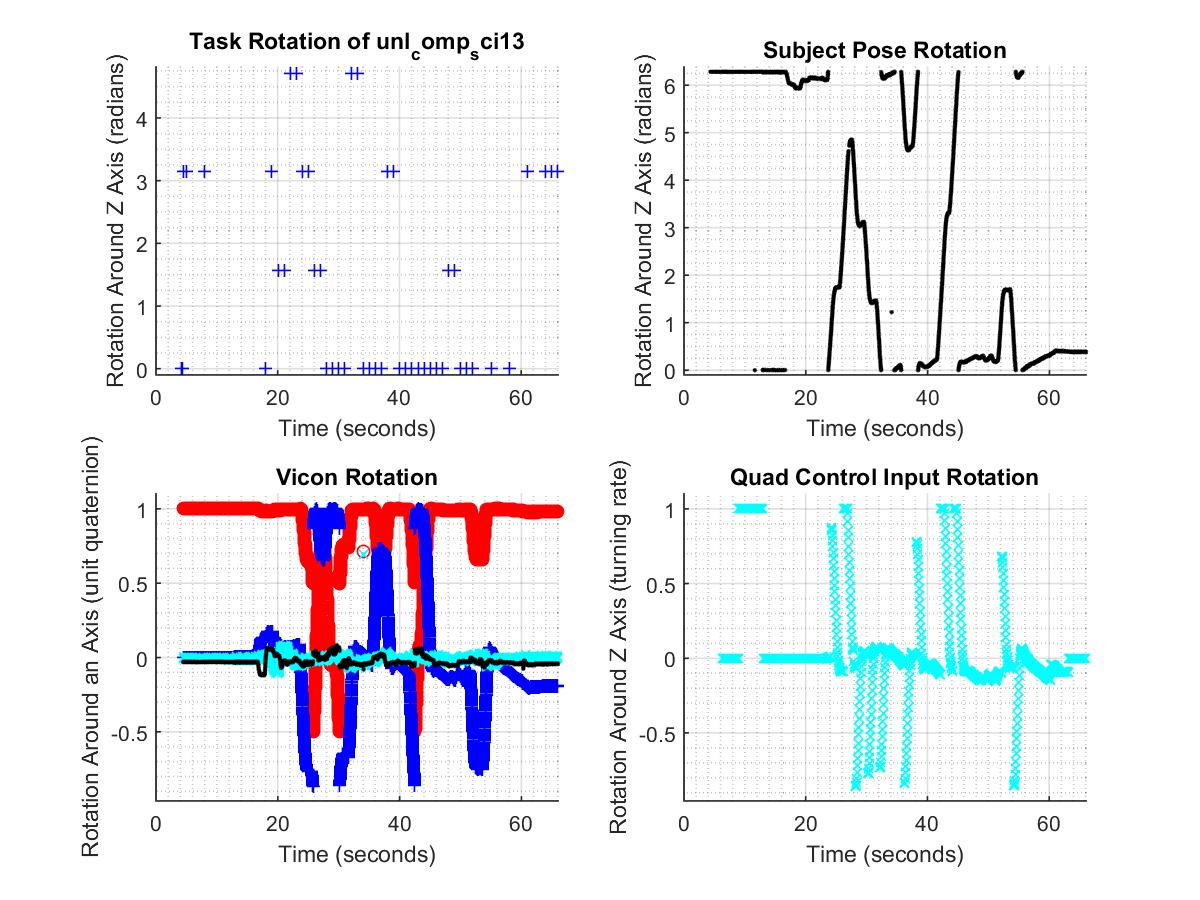 Task Rotation of unl_comp_sci13
Rotation Around Z Axis (radians)
4
3
2
1
0
0 20 40 60
Time (seconds)
Subject Pose Rotation
Rotation Around Z Axis (radians)
6
5
4
3
2
1
0
0 20 40 60
Time (seconds)
Vicon Rotation
Rotation Around an Axis (unit quaternion)
1
0.5
0
-0.5
0 20 40 60
Time (seconds)
Quad Control Input Rotation
Rotation Around Z Axis (turning rate)
1
0.5
0
-0.5
0 20 40 60
Time (seconds)